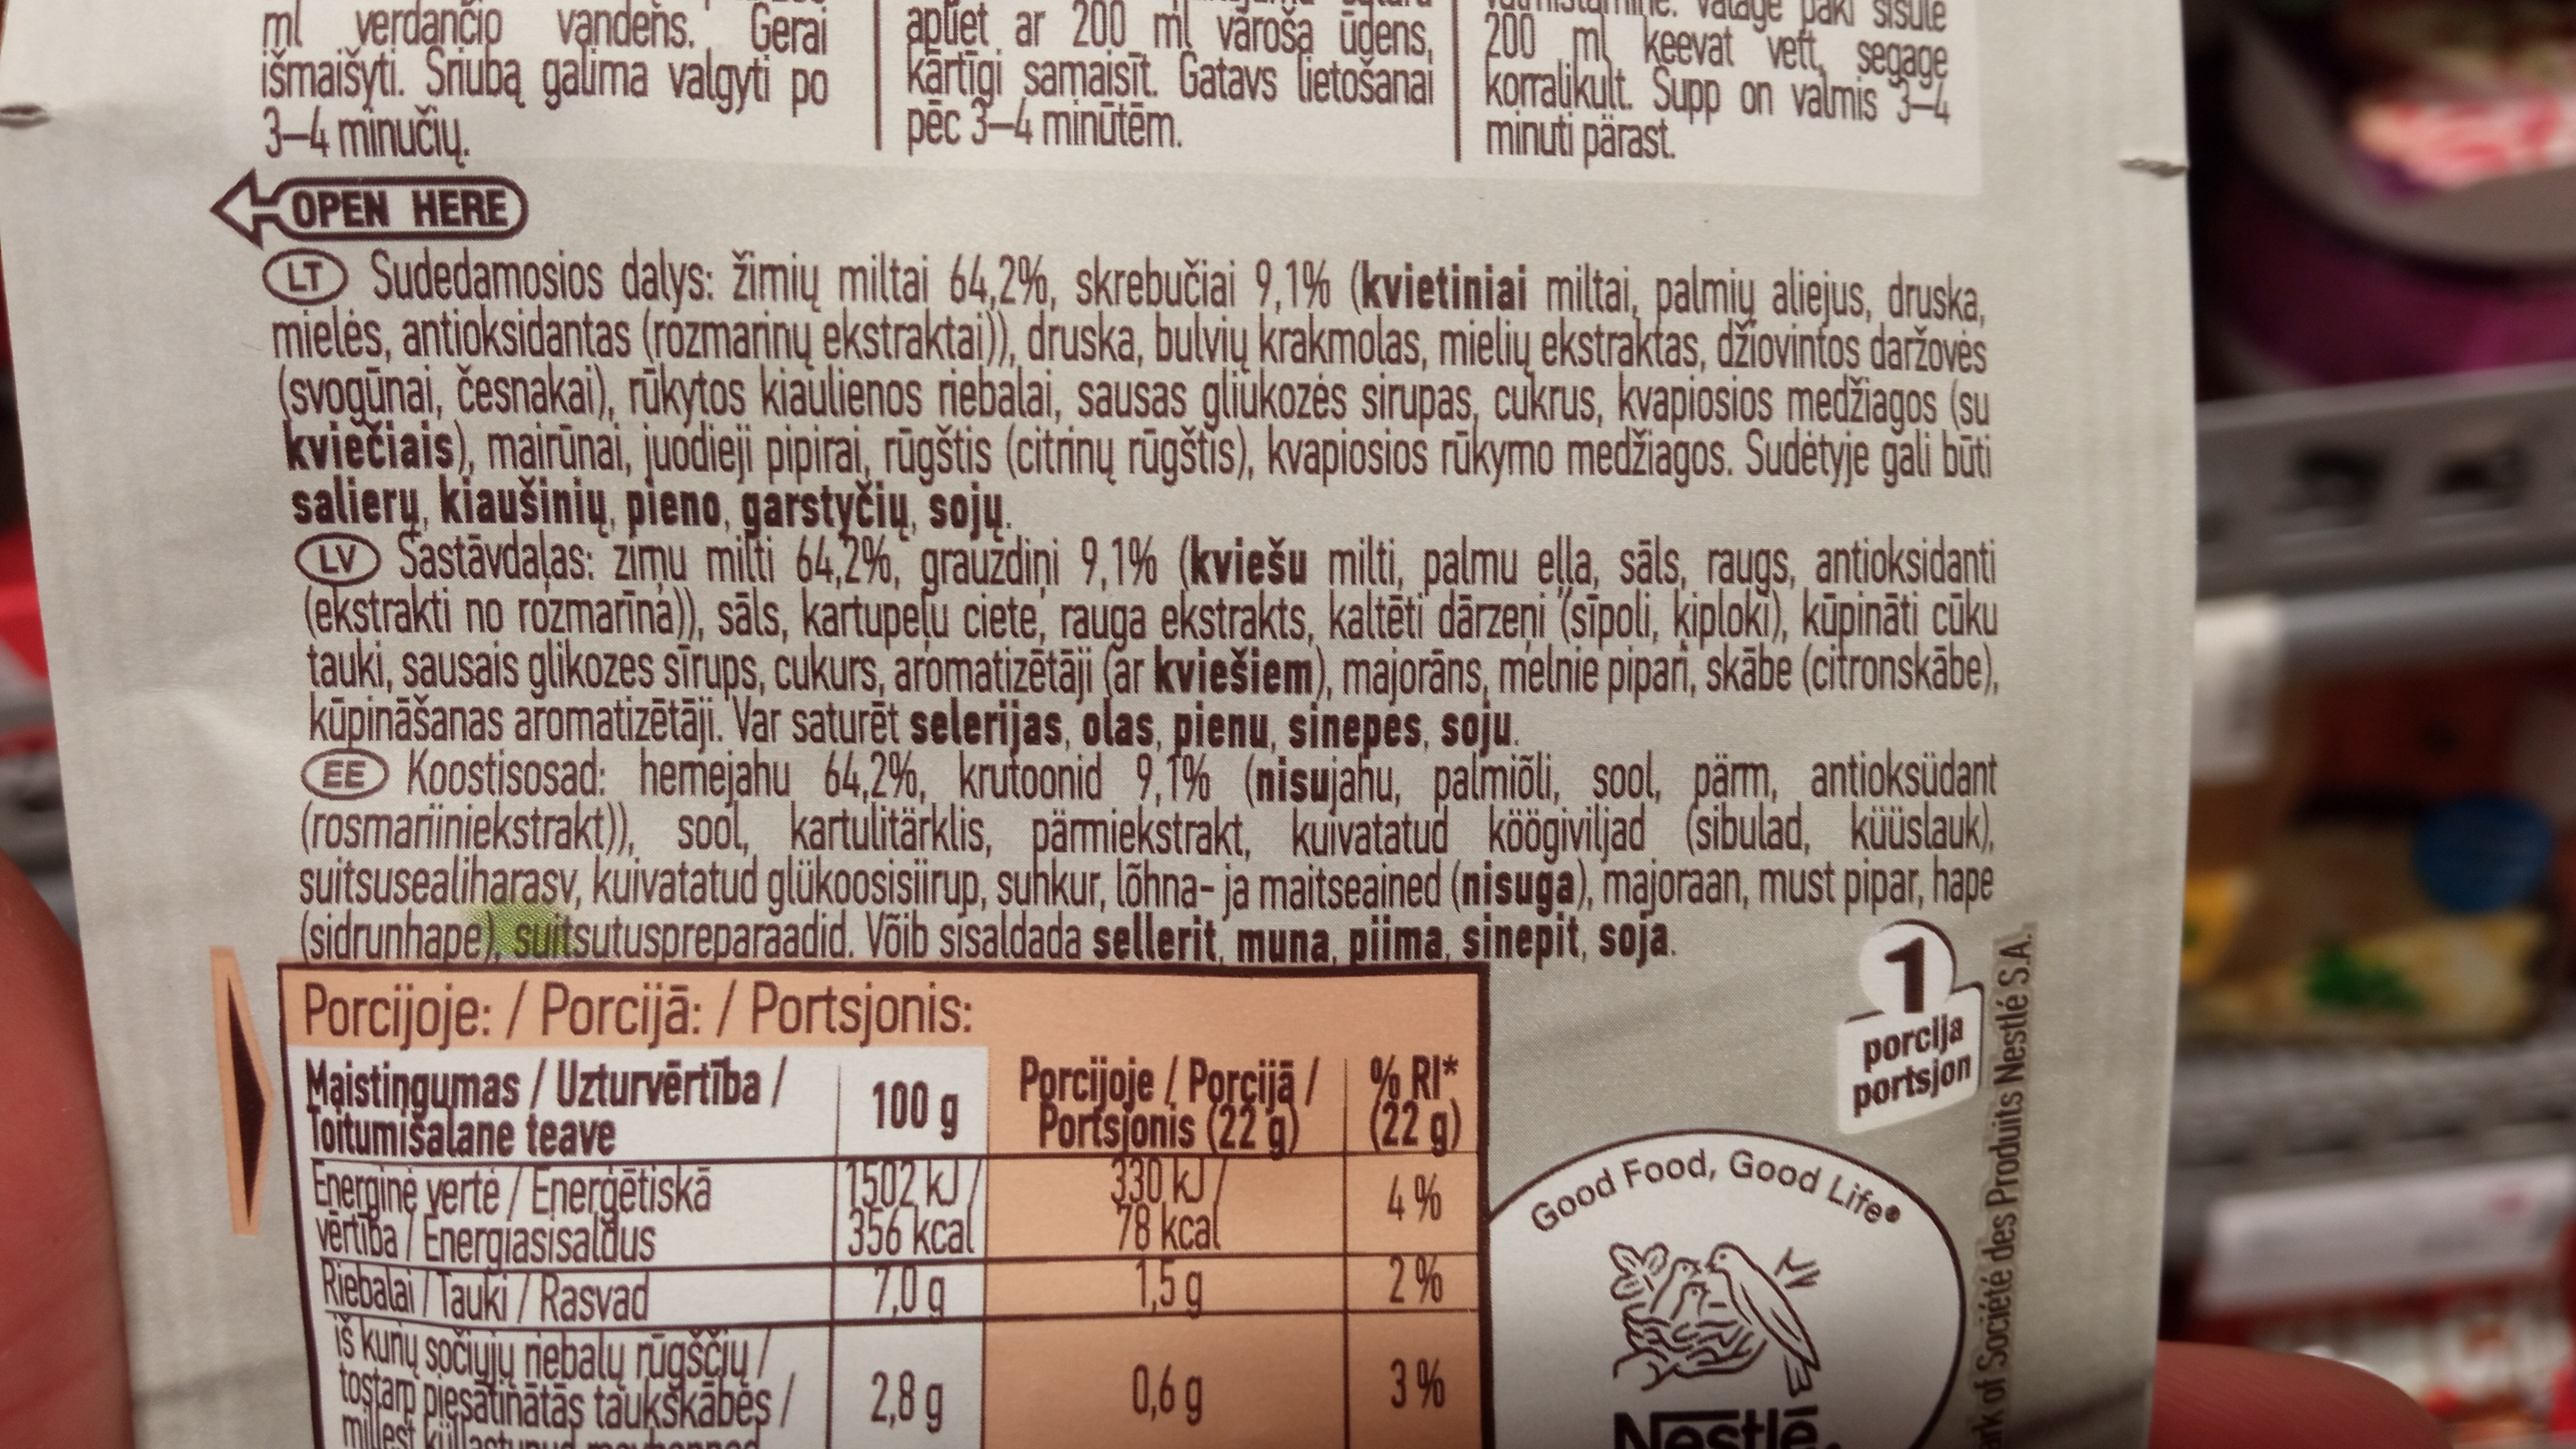 ml verdančio vandens. Gerai
išmaišyti. Sriubą galima valgyti po
3–4 minučių.
apliet ar 200 ml vāroša ūdens,
kārtīgi samaisīt. Gatavs lietošanai
pēc 3–4 minūtēm.
valmistamine: Valage paki sisule
200 ml keevat vett, segage
korralikult. Supp on valmis 3–4
minuti pärast.
OPEN HERE
LT Sudedamosios dalys: žirnių miltai 64,2%, skrebučiai 9,1% (kvietiniai miltai, palmių aliejus, druska,
mielės, antioksidantas (rozmarinų ekstraktai)), druska, bulvių krakmolas, mielių ekstraktas, džiovintos daržovės
(svogūnai, česnakai), rūkytos kiaulienos riebalai, sausas gliukozės sirupas, cukrus, kvapiosios medžiagos (su
kviečiais), mairūnai, juodieji pipirai, rūgštis (citrinų rūgštis), kvapiosios rūkymo medžiagos. Sudėtyje gali būti
salierų, kiaušinių, pieno, garstyčių, sojų.
LV Sastāvdaļas: zirņu milti 64,2%, grauzdiņi 9,1% (kviešu milti, palmu eļļa, sāls, raugs, antioksidanti
(ekstrakti no rozmarīna)), sāls, kartupeļu ciete, rauga ekstrakts, kaltēti dārzeņi (sīpoli, ķiploki), kūpināti cūku
tauki, sausais glikozes sīrups, cukurs, aromatizētāji (ar kviešiem), majorāns, melnie pipari, skābe (citronskābe),
kūpināšanas aromatizētāji. Var saturēt selerijas, olas, pienu, sinepes, soju.
EE Koostisosad: hernejahu 64,2%, krutoonid 9,1% (nisujahu, palmiõli, sool, pärm, antioksüdant
(rosmariiniekstrakt)), sool, kartulitärklis, pärmiekstrakt, kuivatatud köögiviljad (sibulad, küüslauk),
suitsusealiharasv, kuivatatud glükoosisiirup, suhkur, lõhna- ja maitseained (nisuga), majoraan, must pipar, hape
(sidrunhape), suitsutuspreparaadid. Võib sisaldada sellerit, muna, piima, sinepit, soja.
Porcijoje: / Porcijā: / Portsjonis:
Maistingumas / Uzturvērtība /
Toitumisalane teave
100 g
Porcijoje / Porcijā /
Portsjonis (22 g)
% RI*
(22 g)
Energinė vertė / Enerģētiskā
vērtība / Energiasisaldus
1502 kJ /
356 kcal
330 kJ /
78 kcal
4 %
Riebalai / Tauki / Rasvad
7,0 g
1,5 g
2 %
iš kurių sočiųjų riebalų rūgščių /
tostarp piesātinātās taukskābes /
millest küllastunud
2,8 g
0,6 g
3 %
1
porcija
portsjon
Good Food, Good Life®
Nestlé.
of Société des Produits Nestlé S.A.